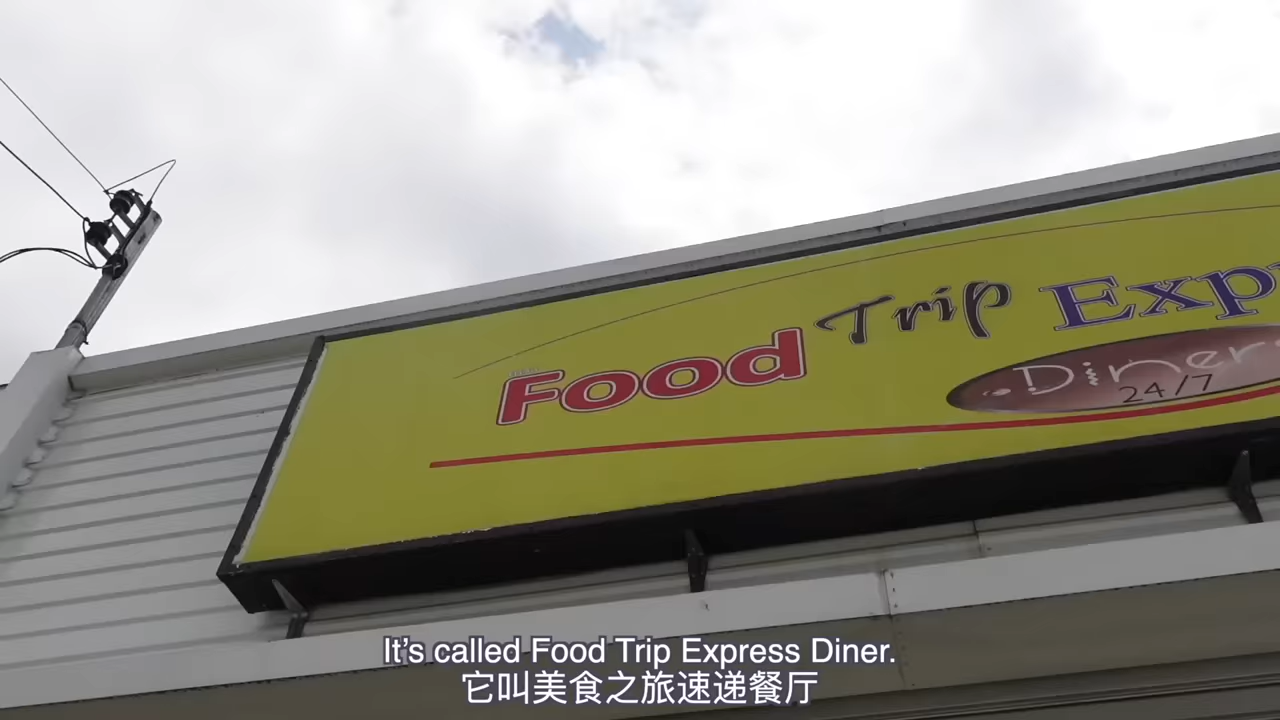 Food Trip Exp
Diner
24/7
It's called Food Trip Express Diner.
它叫美食之旅速递餐厅